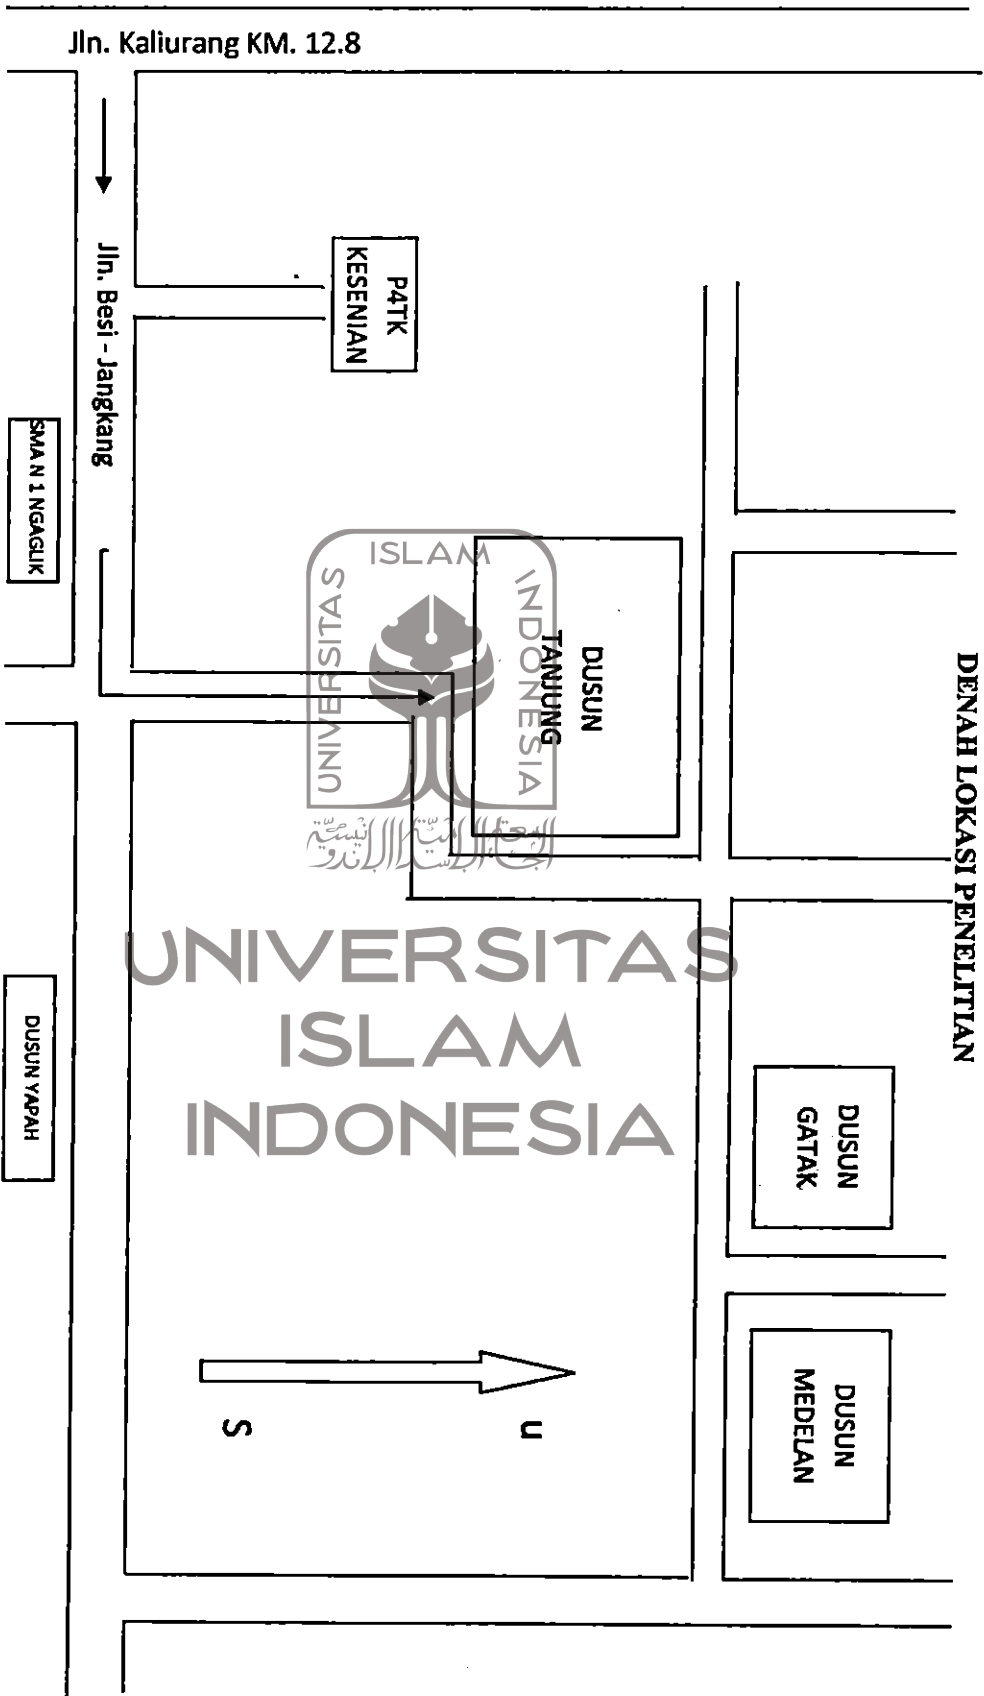 DENAH LOKASI PENELITIAN
Jln. Kaliurang KM. 12.8
Jln. Besi - Jangkang
P4TK
KESENIAN
SMA N 1 NGAGLIK
DUSUN
TANJUNG
DUSUN
GATAK
DUSUN
MEDELAN
DUSUN YAPAH
U
S
UNIVERSITAS
ISLAM
INDONESIA
UNIVERSITAS
ISLAM
INDONESIA